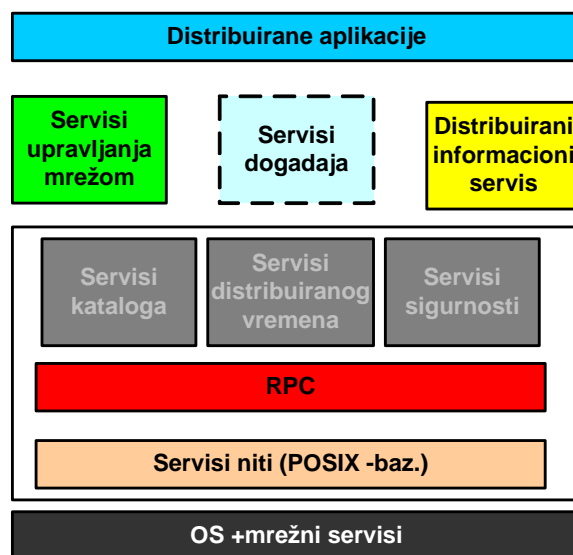 Distribuirane aplikacije
Servisi
upravljanja
mrežom
Servisi
dogadaja
Distribuirani
informacioni
servis
Servisi
kataloga
Servisi
distribuiranog
vremena
Servisi
sigurnosti
RPC
Servisi niti (POSIX -baz.)
OS +mrežni servisi